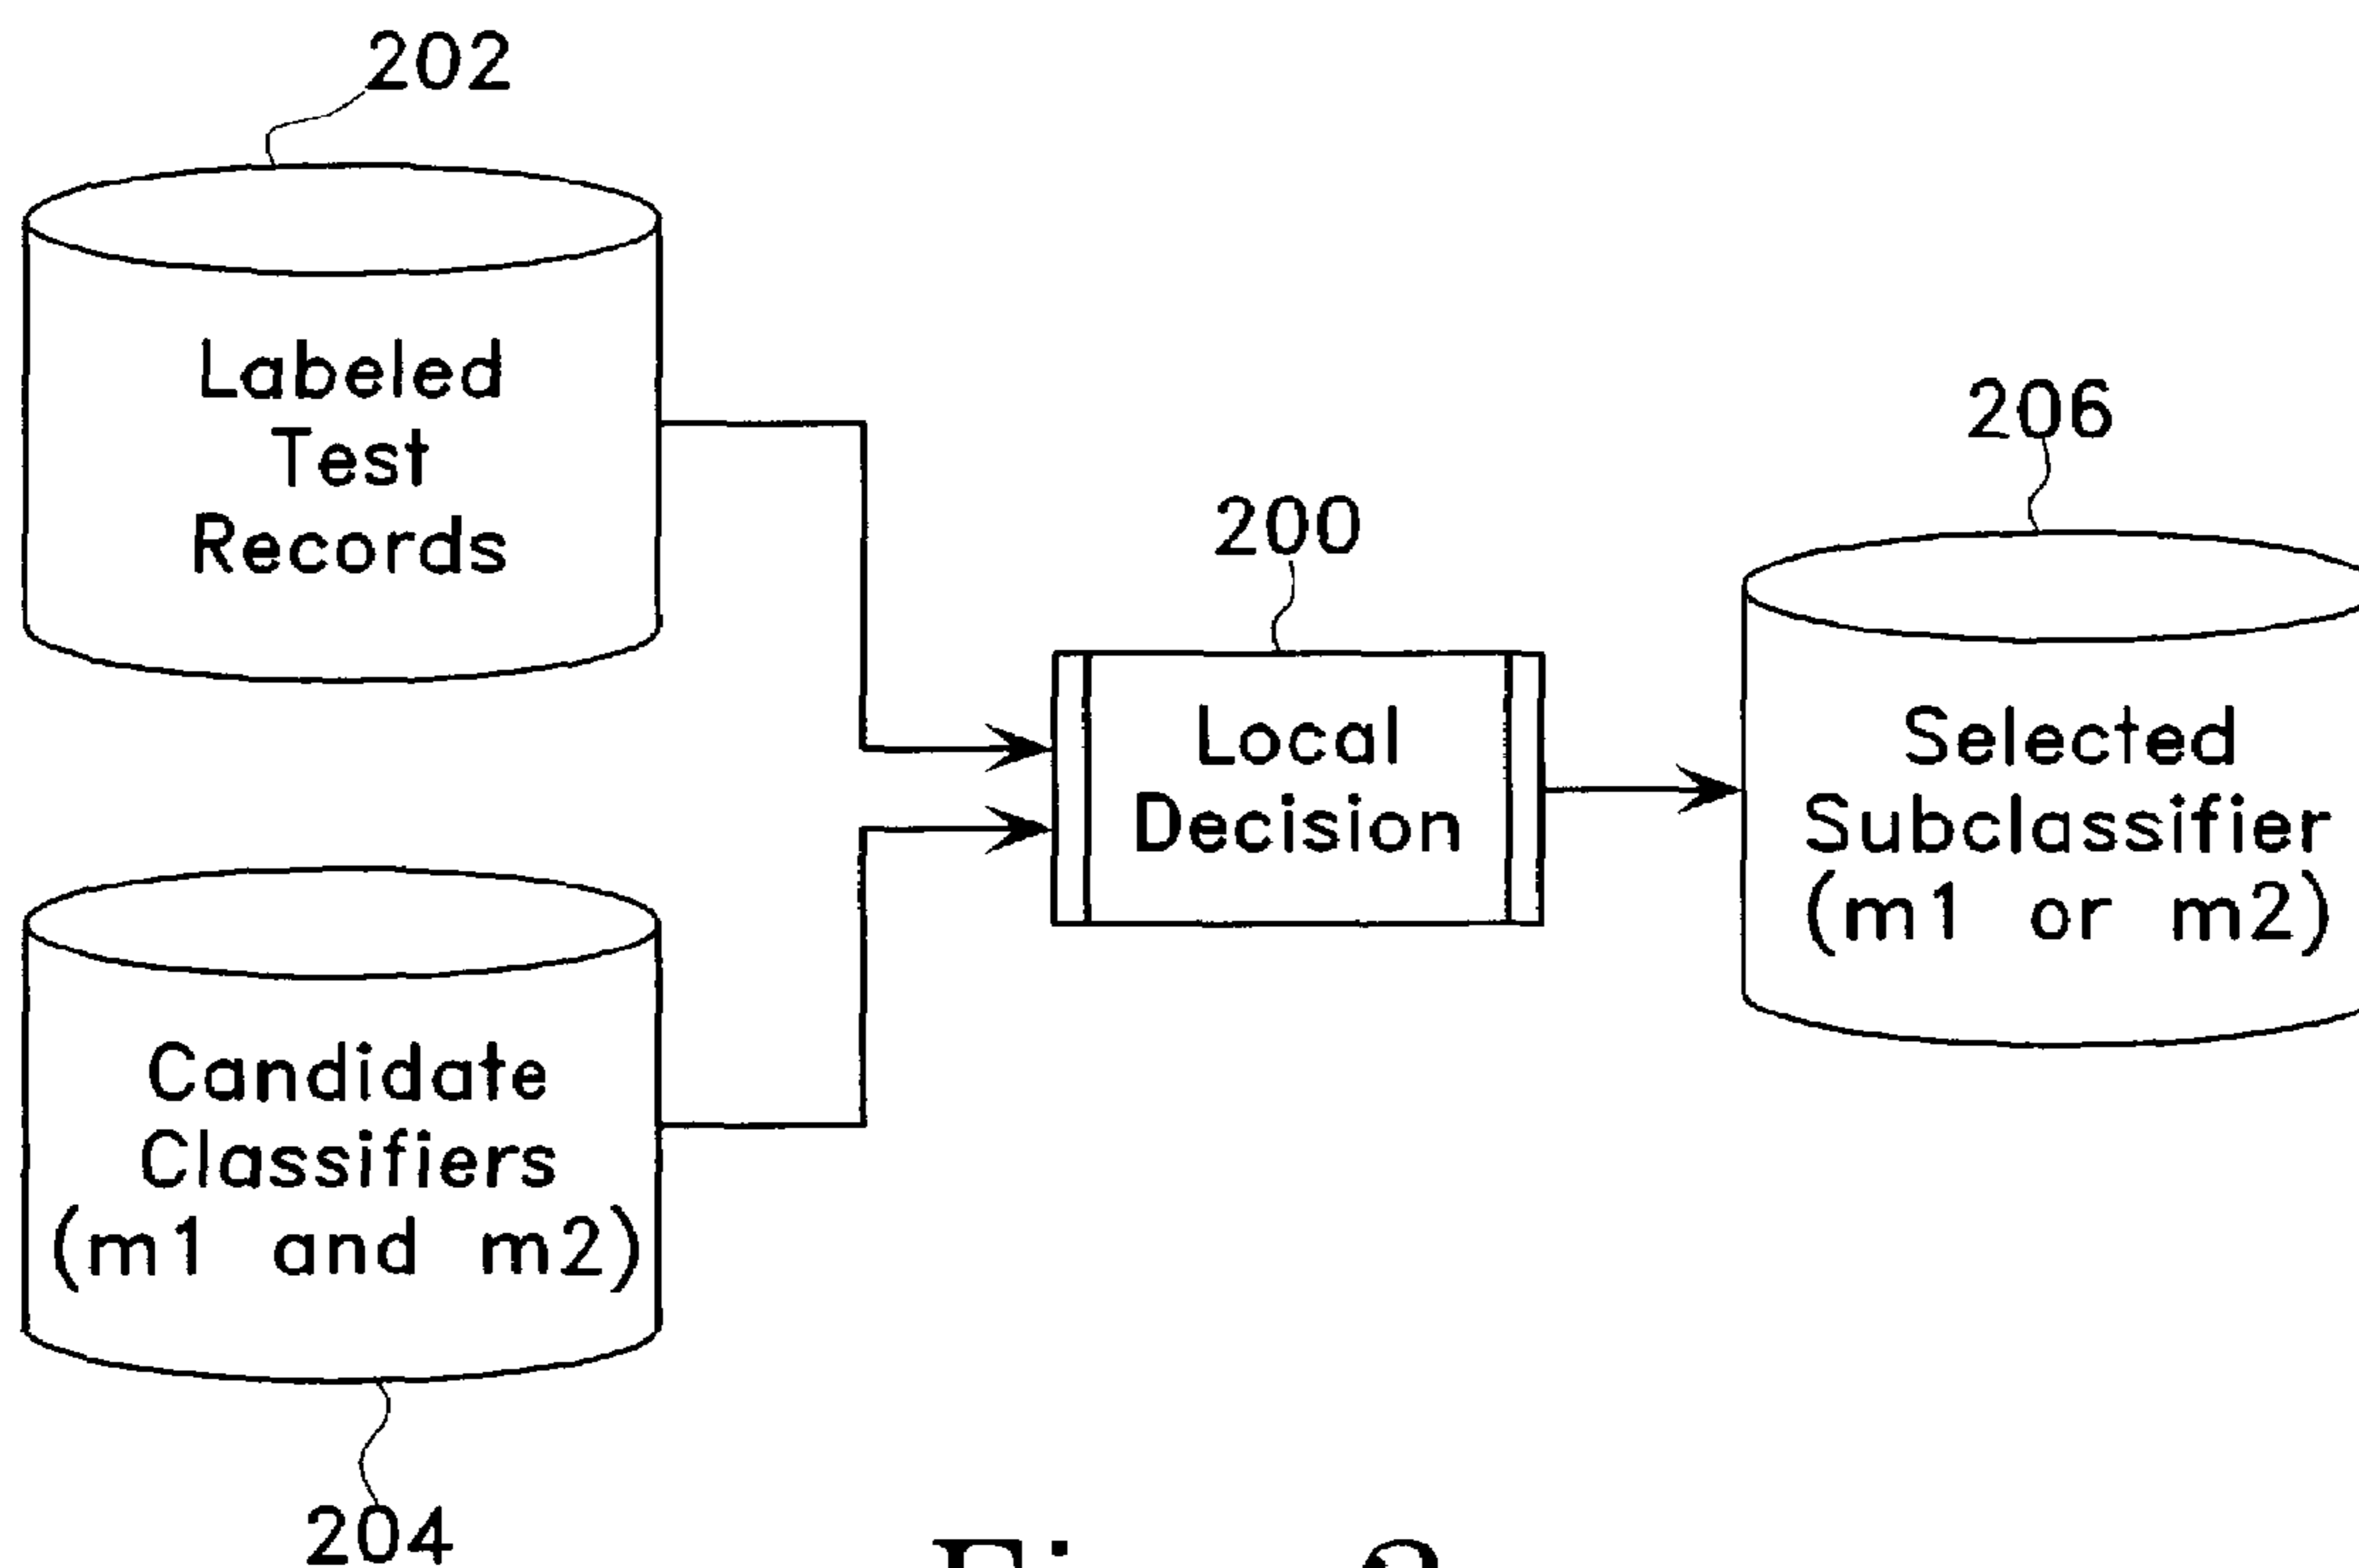 202
Labeled
Test
Records
206
200
Local
Decision
Selected
Subclassifier
(m1 or m2)
Candidate
Classifiers
(m1 and m2)
204